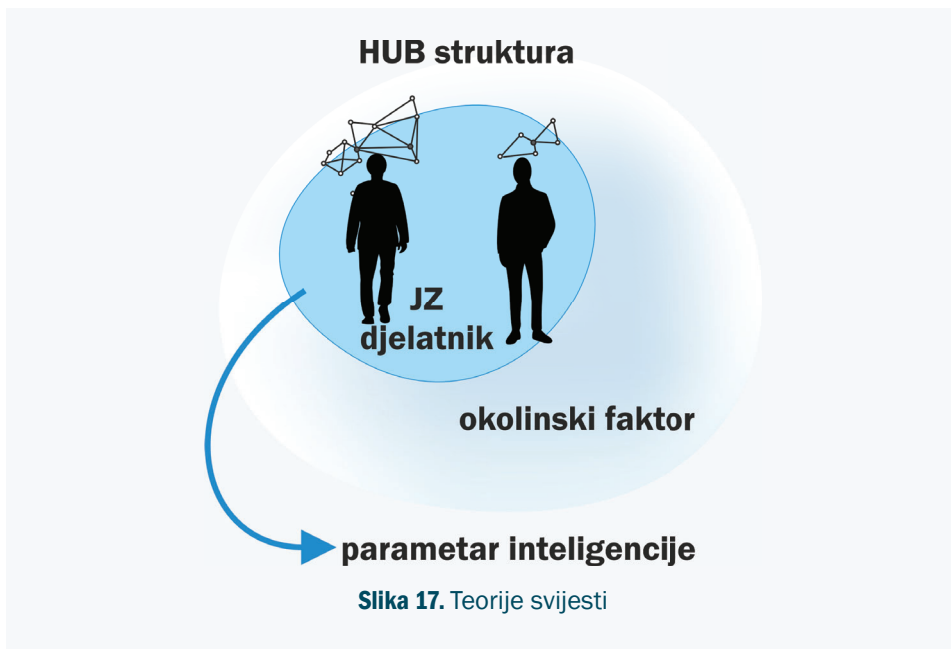 HUB struktura
JZ
djelatnik
okolinski faktor
parametar inteligencije
Slika 17. Teorije svijesti